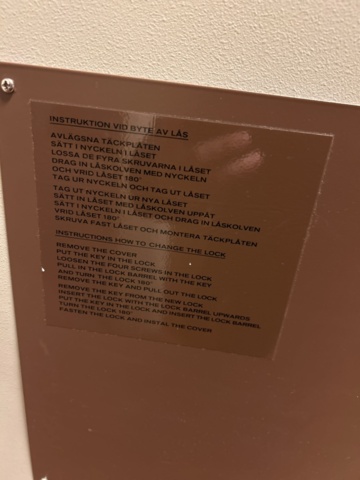 INSTRUKTION VID BYTE AV LÅS
AVLÄGSNA TÄCKPLÅTEN
SÄTT I NYCKELN I LÅSET
LOSSA DE FYRA SKRUVARNA I LÅSET
DRAG IN LÅSKOLVEN MED NYCKELN
OCH VRID LÅSET 180°
TAG UR NYCKELN OCH TAG UT LÅSET
TAG UT NYCKELN UR NYA LÅSET
SÄTT IN LÅSET MED LÅSKOLVEN UPPÅT
SÄTT I NYCKELN I LÅSET OCH DRAG IN LÅSKOLVEN
VRID LÅSET 180°
SKRUVA FAST LÅSET OCH MONTERA TÄCKPLÅTEN
INSTRUCTIONS HOW TO CHANGE THE LOCK
REMOVE THE COVER
PUT THE KEY IN THE LOCK
LOOSEN THE FOUR SCREWS IN THE LOCK
PULL IN THE LOCK BARREL WITH THE KEY
AND TURN THE LOCK 180°
REMOVE THE KEY AND PULL OUT THE LOCK
REMOVE THE KEY FROM THE NEW LOCK
INSERT THE LOCK WITH THE LOCK BARREL UPWARDS
PUT THE KEY IN THE LOCK AND INSERT THE LOCK BARREL
TURN THE LOCK 180°
FASTEN THE LOCK AND INSTAL THE COVER